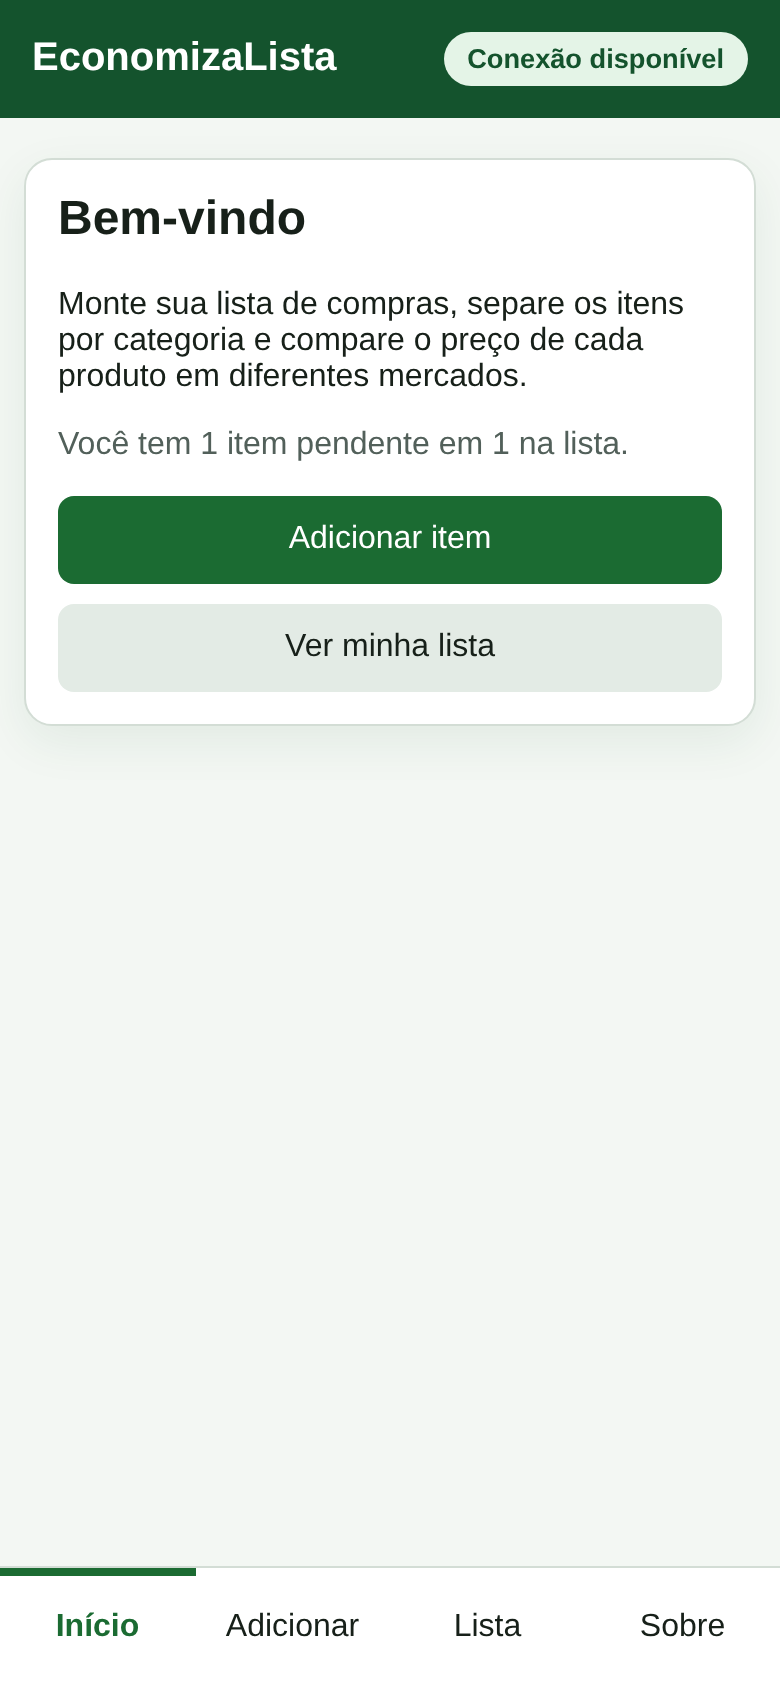 EconomizaLista
Conexão disponível
Bem-vindo
Monte sua lista de compras, separe os itens
por categoria e compare o preço de cada
produto em diferentes mercados.
Você tem 1 item pendente em 1 na lista.
Adicionar item
Ver minha lista
Início
Adicionar
Lista
Sobre